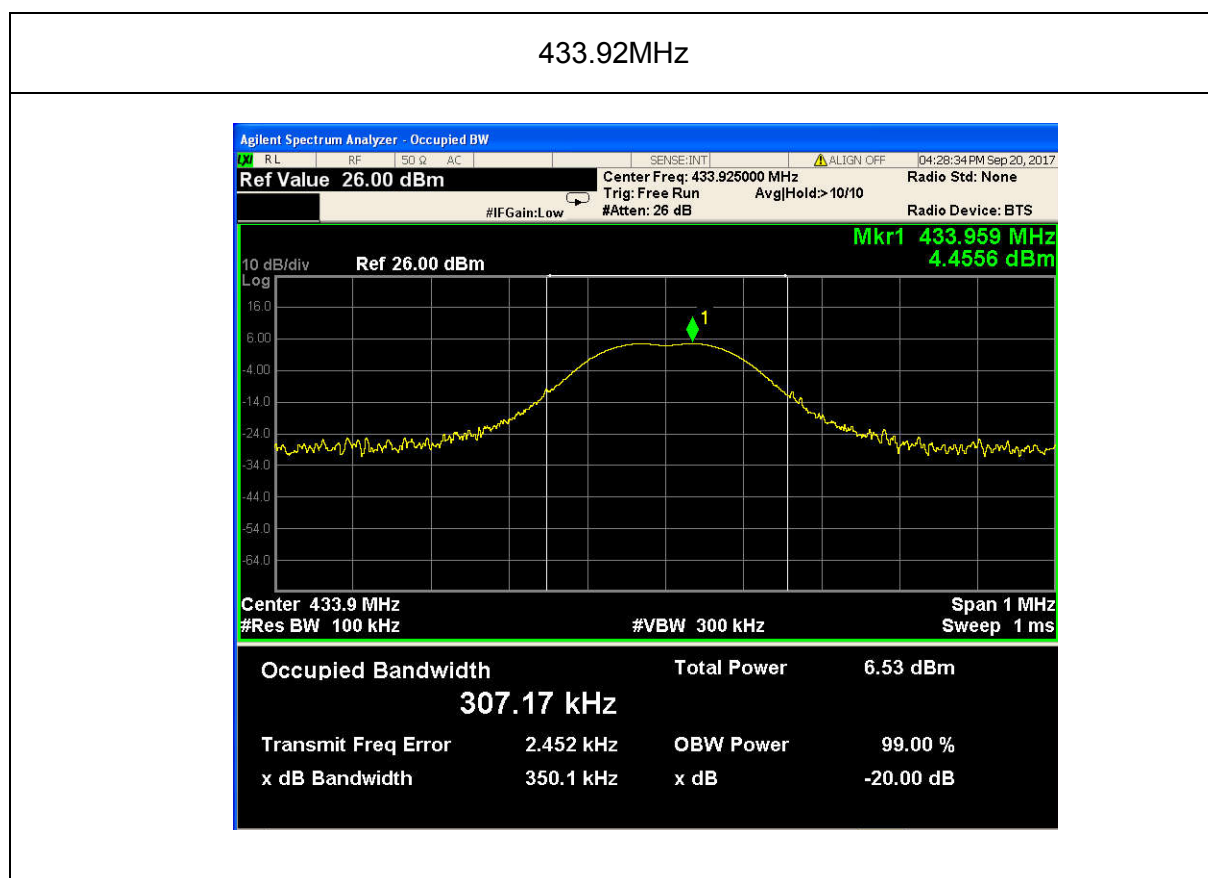 433.92MHz
Agilent Spectrum Analyzer - Occupied BW
LXI RL RF 50 Ω AC SENSE:INT ALIGN OFF 04:28:34 PM Sep 20, 2017
Ref Value 26.00 dBm Center Freq: 433.925000 MHz Radio Std: None
Trig: Free Run Avg|Hold:>10/10
#IFGain:Low #Atten: 26 dB Radio Device: BTS
Mkr1 433.959 MHz
10 dB/div Ref 26.00 dBm 4.4556 dBm
Log
16.0
1
6.00
-4.00
-14.0
-24.0
-34.0
-44.0
-54.0
-64.0
Center 433.9 MHz Span 1 MHz
#Res BW 100 kHz #VBW 300 kHz Sweep 1 ms
Occupied Bandwidth Total Power 6.53 dBm
307.17 kHz
Transmit Freq Error 2.452 kHz OBW Power 99.00 %
x dB Bandwidth 350.1 kHz x dB -20.00 dB